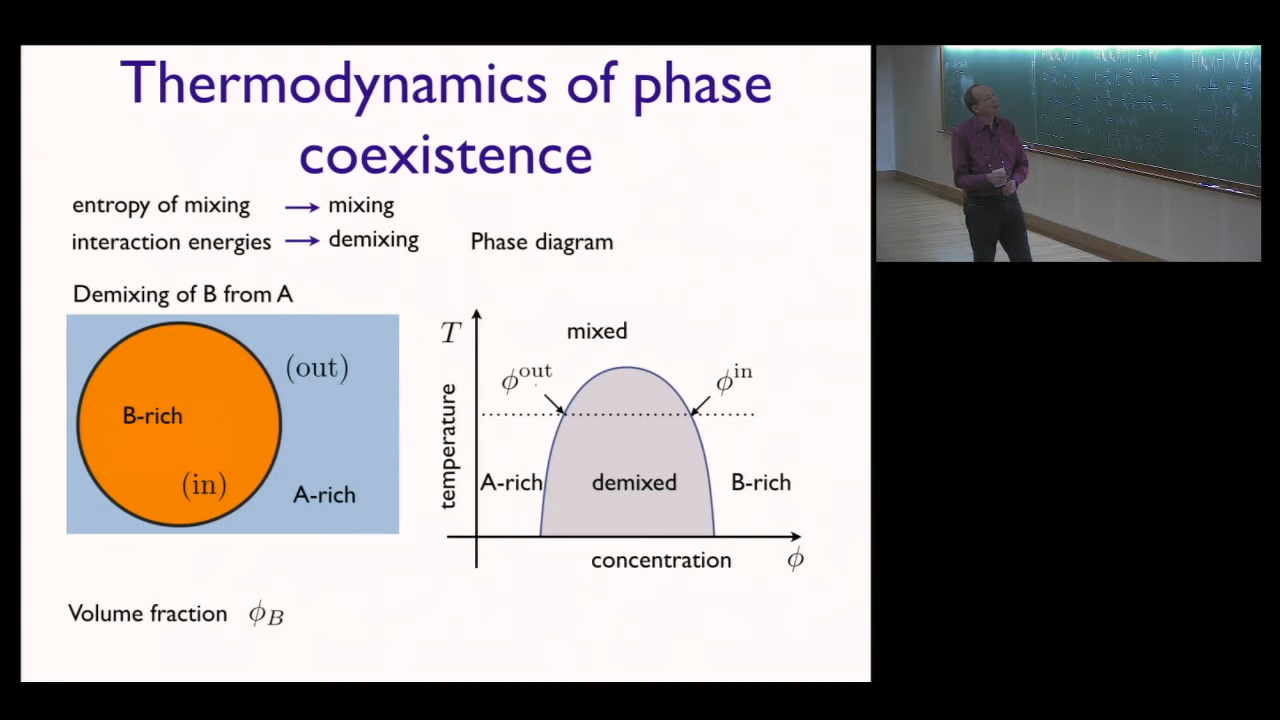 Thermodynamics of phase
coexistence
entropy of mixing → mixing
interaction energies → demixing
Phase diagram
Demixing of B from A
(out)
B-rich
(in)
A-rich
T
mixed
ϕ^out
ϕ^in
temperature
A-rich
demixed
B-rich
concentration
ϕ
Volume fraction ϕ_B